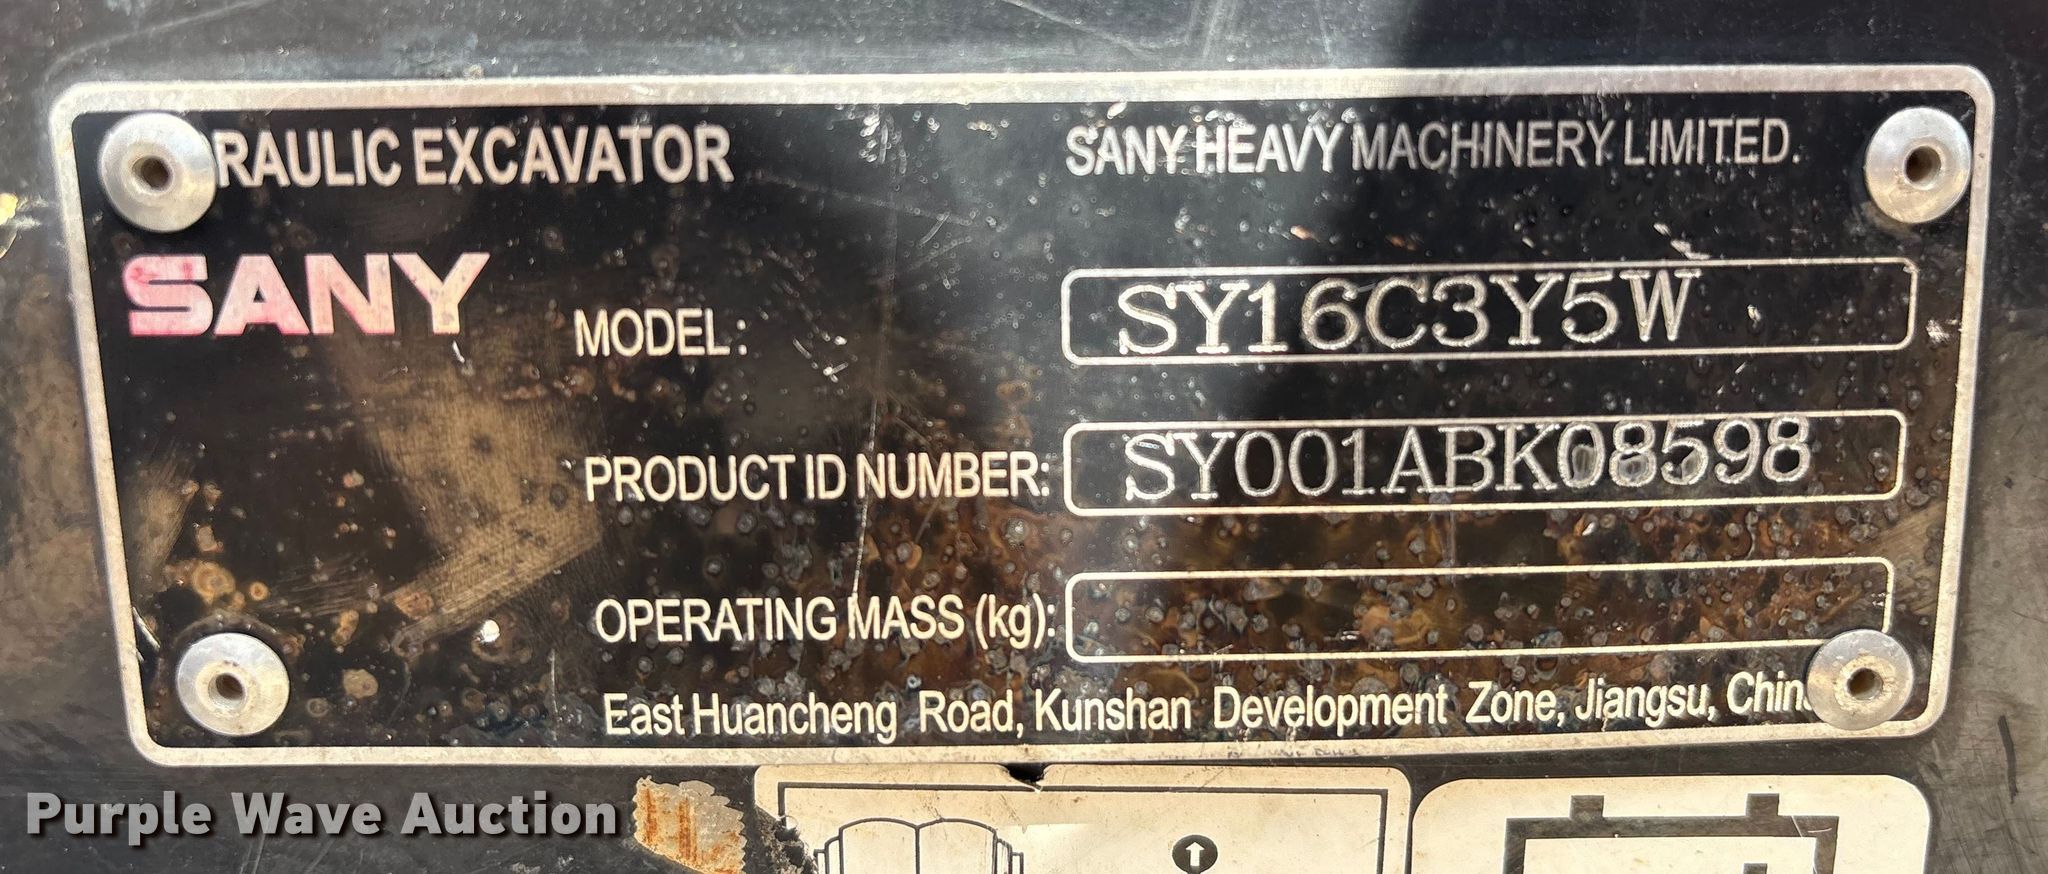 RAULIC EXCAVATOR
SANY HEAVY MACHINERY LIMITED.
SANY
MODEL: SY16C3Y5W
PRODUCT ID NUMBER: SY001ABK08598
OPERATING MASS (kg):
East Huancheng Road, Kunshan Development Zone, Jiangsu, Chin
Purple Wave Auction